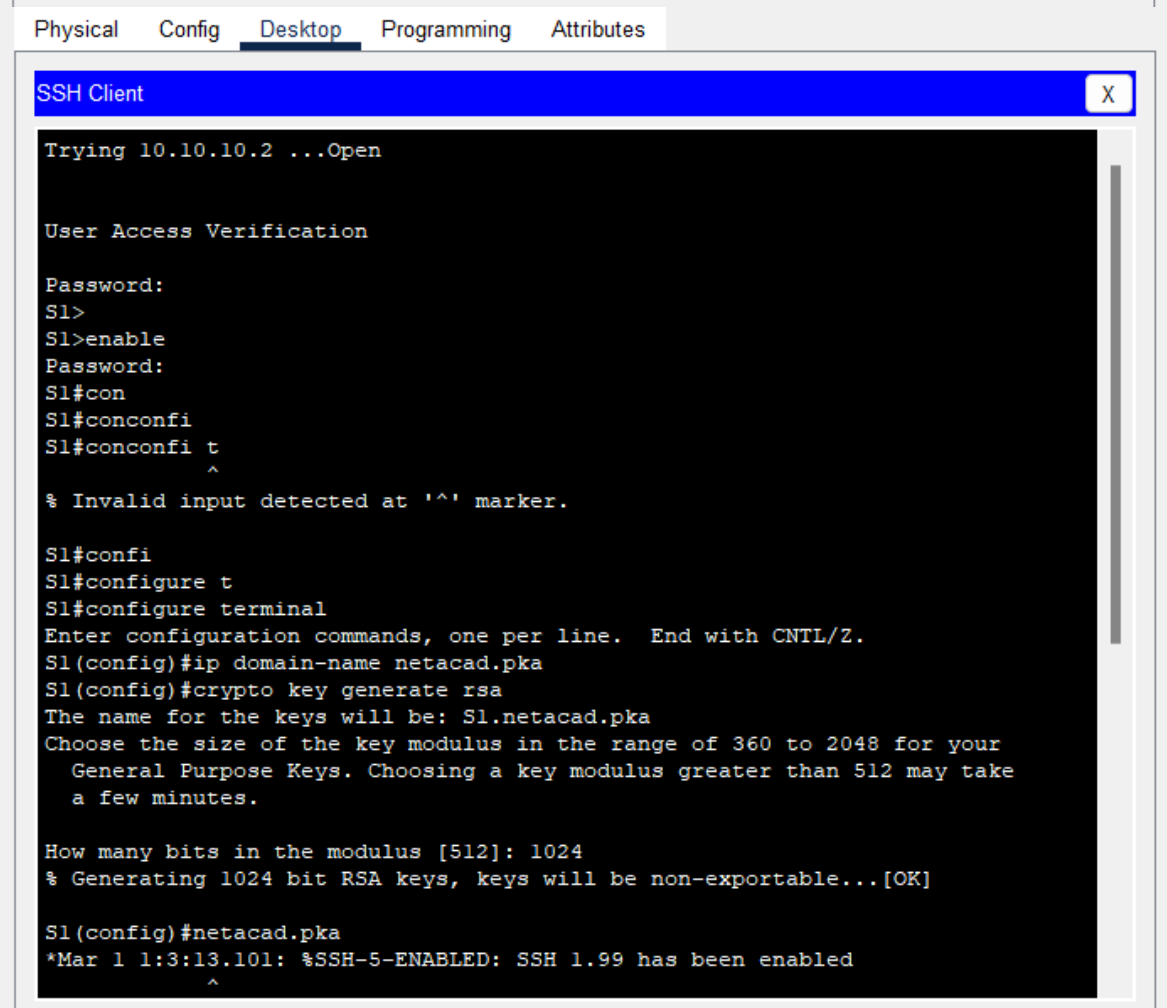 Physical Config Desktop Programming Attributes
SSH Client X
Trying 10.10.10.2 ...Open
User Access Verification
Password:
S1>
S1>enable
Password:
S1#con
S1#conconfi
S1#conconfi t
^
% Invalid input detected at '^' marker.
S1#confi
S1#configure t
S1#configure terminal
Enter configuration commands, one per line.  End with CNTL/Z.
S1(config)#ip domain-name netacad.pka
S1(config)#crypto key generate rsa
The name for the keys will be: S1.netacad.pka
Choose the size of the key modulus in the range of 360 to 2048 for your
General Purpose Keys. Choosing a key modulus greater than 512 may take
a few minutes.
How many bits in the modulus [512]: 1024
% Generating 1024 bit RSA keys, keys will be non-exportable...[OK]
S1(config)#netacad.pka
*Mar 1 1:3:13.101: %SSH-5-ENABLED: SSH 1.99 has been enabled
^